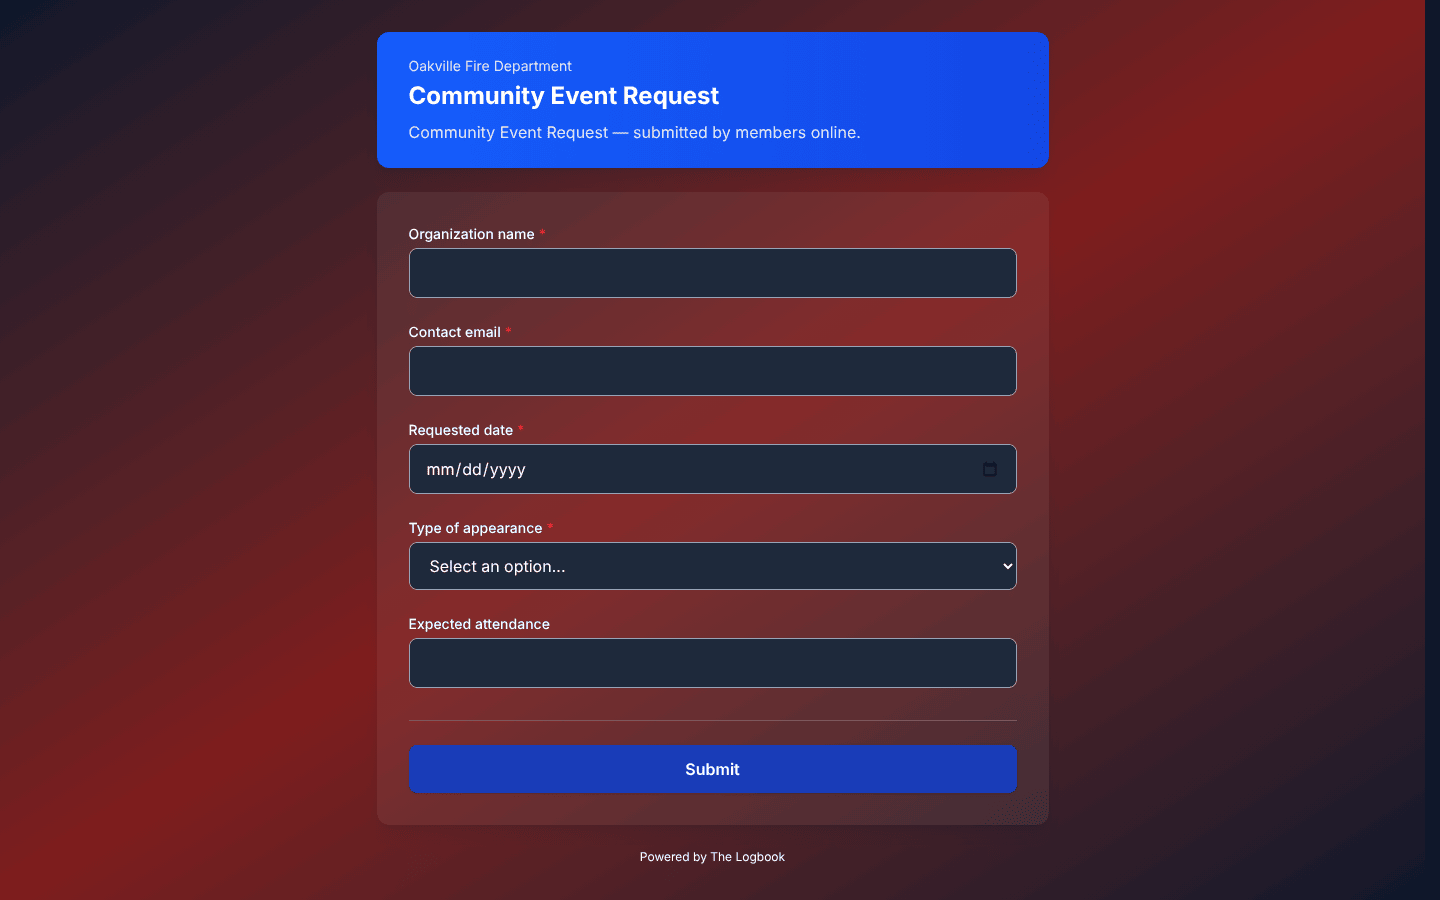 Oakville Fire Department
Community Event Request
Community Event Request — submitted by members online.
Organization name *
Contact email *
Requested date *
mm/dd/yyyy
Type of appearance *
Select an option...
Expected attendance
Submit
Powered by The Logbook